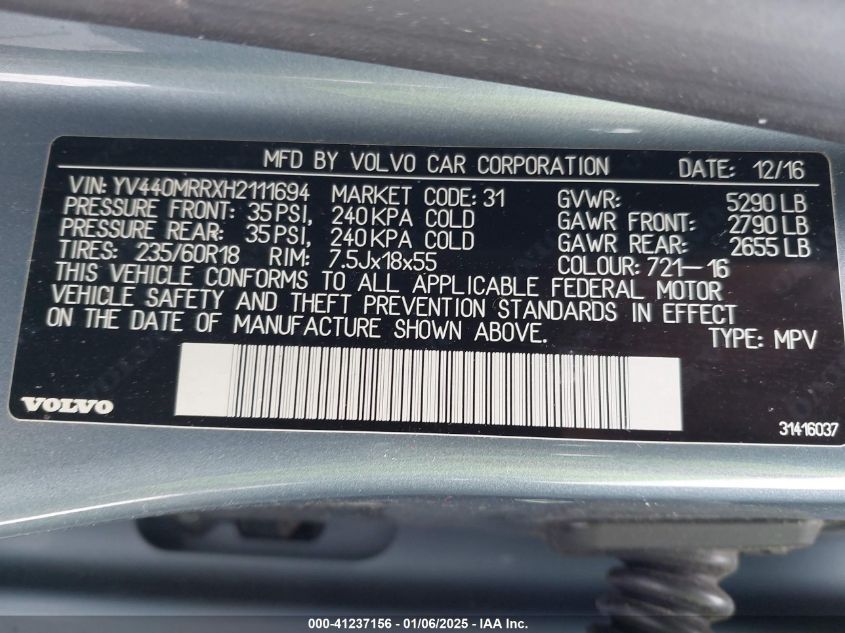 MFD BY VOLVO CAR CORPORATION DATE: 12/16
VIN: YV440MRRXH2111694 MARKET CODE: 31 GVWR: 5290 LB
PRESSURE FRONT: 35 PSI, 240 KPA COLD GAWR FRONT: 2790 LB
PRESSURE REAR: 35 PSI, 240 KPA COLD GAWR REAR: 2655 LB
TIRES: 235/60R18 RIM: 7.5Jx18x55 COLOUR: 721-16
THIS VEHICLE CONFORMS TO ALL APPLICABLE FEDERAL MOTOR
VEHICLE SAFETY AND THEFT PREVENTION STANDARDS IN EFFECT
ON THE DATE OF MANUFACTURE SHOWN ABOVE. TYPE: MPV
VOLVO 31416037
000-41237156 - 01/06/2025 - IAA Inc.